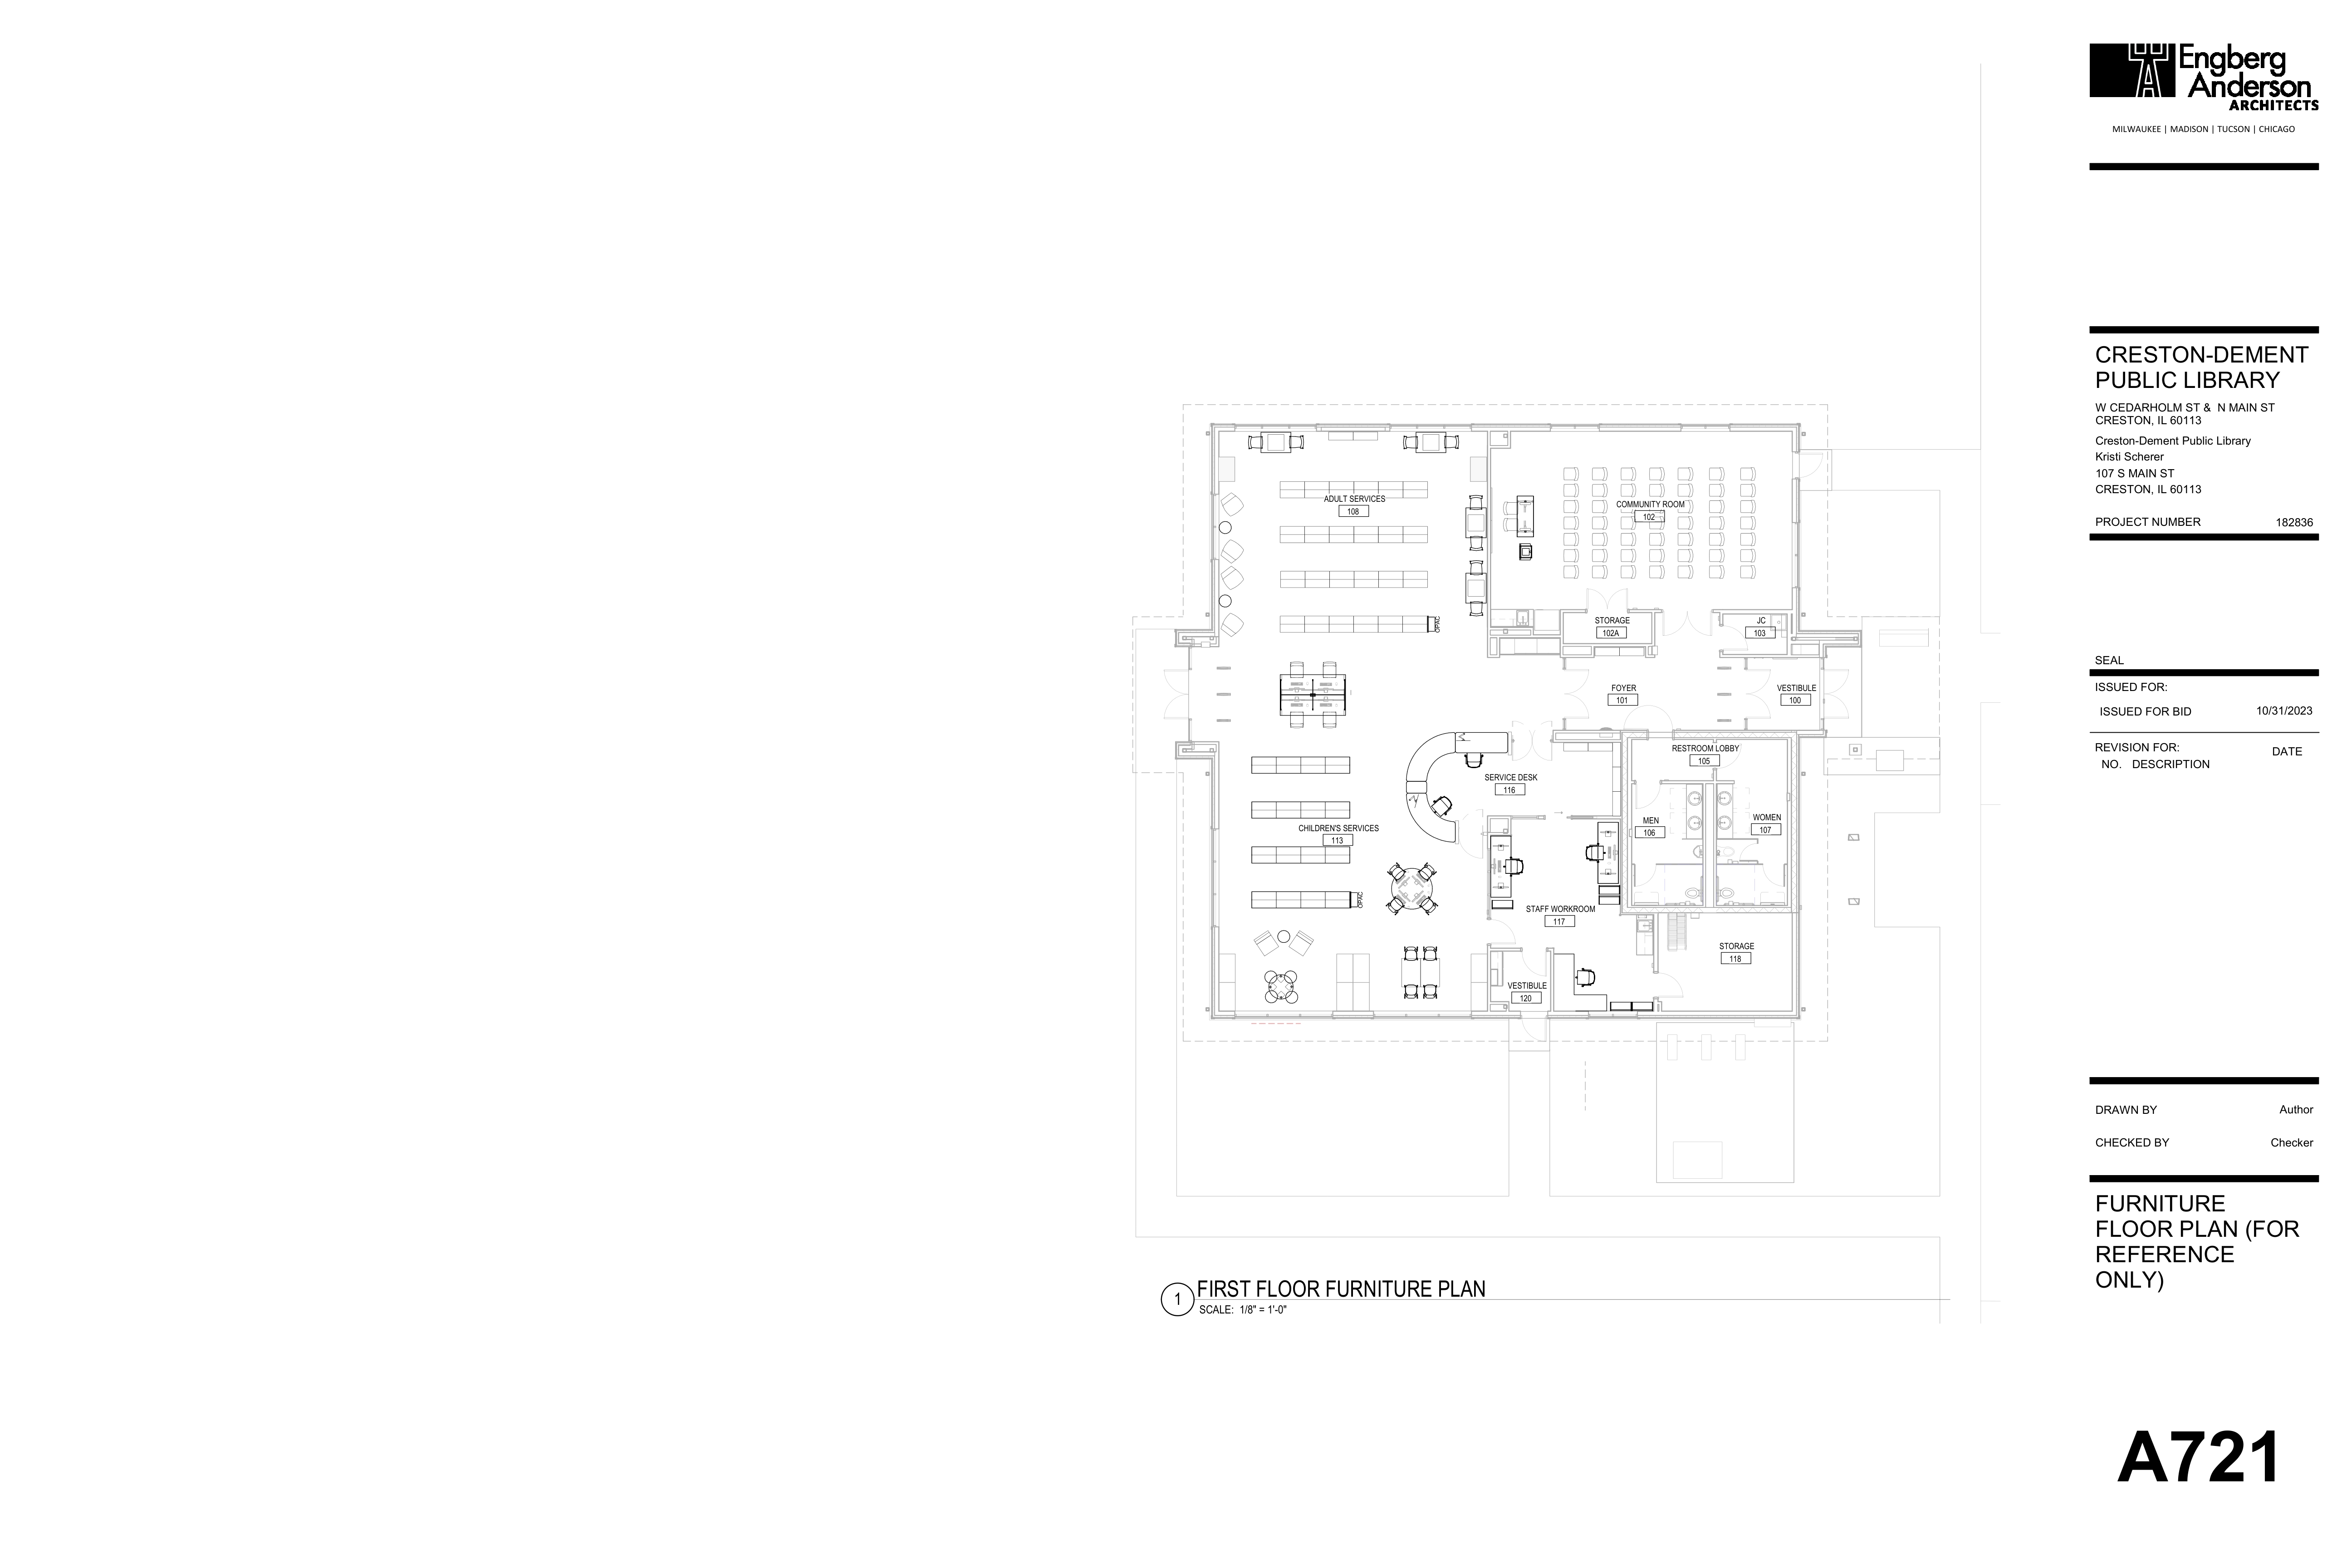 Engberg
Anderson
ARCHITECTS
MILWAUKEE | MADISON | TUCSON | CHICAGO
CRESTON-DEMENT
PUBLIC LIBRARY
W CEDARHOLM ST & N MAIN ST
CRESTON, IL 60113
Creston-Dement Public Library
Kristi Scherer
107 S MAIN ST
CRESTON, IL 60113
PROJECT NUMBER 182836
SEAL
ISSUED FOR:
ISSUED FOR BID 10/31/2023
REVISION FOR:
NO. DESCRIPTION DATE
DRAWN BY Author
CHECKED BY Checker
FURNITURE
FLOOR PLAN (FOR
REFERENCE
ONLY)
A721
ADULT SERVICES
108
COMMUNITY ROOM
102
OPAC
STORAGE
102A
JC
103
FOYER
101
VESTIBULE
100
RESTROOM LOBBY
105
SERVICE DESK
116
MEN
106
WOMEN
107
CHILDREN'S SERVICES
113
OPAC
STAFF WORKROOM
117
STORAGE
118
VESTIBULE
120
1
FIRST FLOOR FURNITURE PLAN
SCALE: 1/8" = 1'-0"